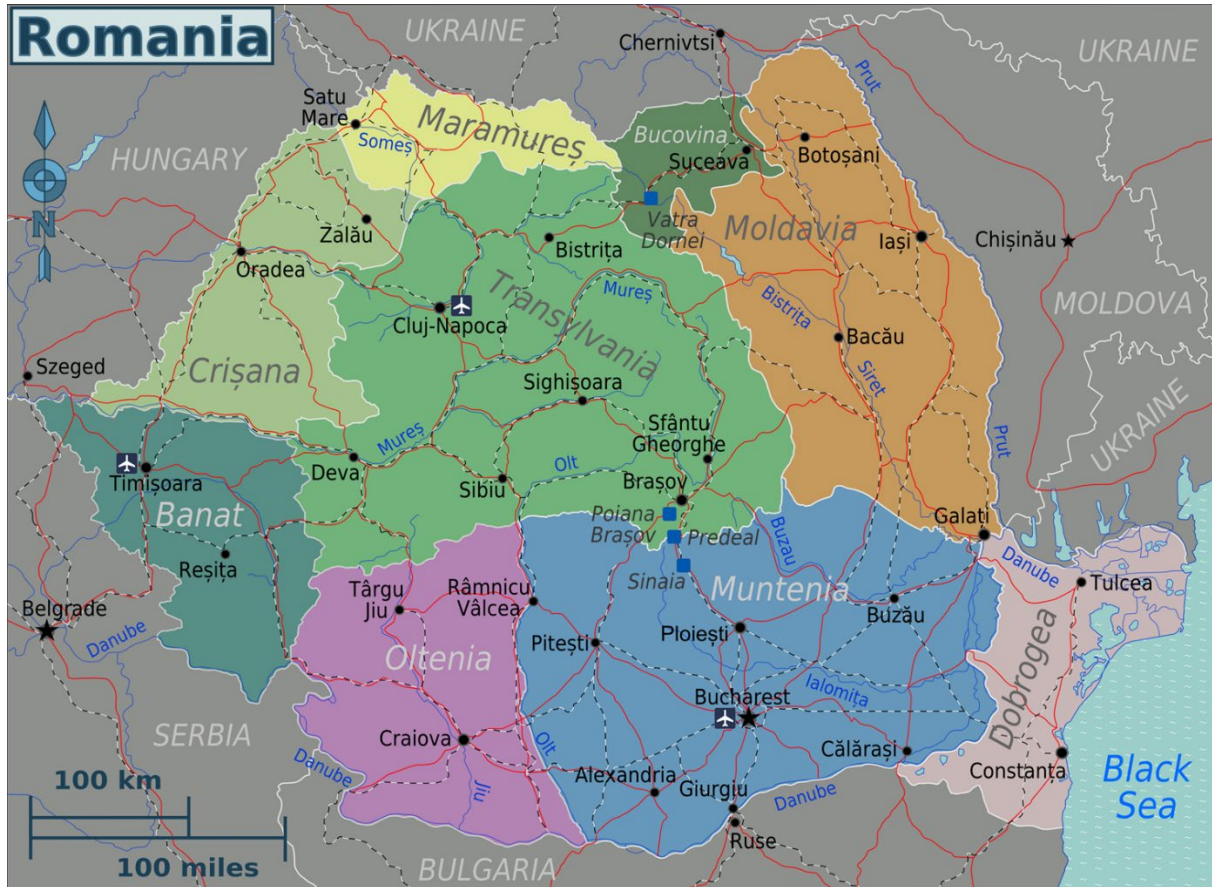 Romania
UKRAINE
Chernivtsi
UKRAINE
Prut
Satu
Mare
Maramureș
Someș
Bucovina
Suceava
Botoșani
HUNGARY
N
Zalău
Vatra
Dornei
Moldavia
Iași
Chișinău
Bistrița
Oradea
Transylvania
Mureș
Bistrița
MOLDOVA
Cluj-Napoca
Bacău
Szeged
Crișana
Sighișoara
Siret
Sfântu
Gheorghe
UKRAINE
Mureș
Prut
Deva
Olt
Sibiu
Brașov
Timișoara
Banat
Poiana
Brașov
Predeal
Buzau
Galați
Reșița
Sinaia
Muntenia
Danube
Tulcea
Târgu
Jiu
Râmnicu
Vâlcea
Buzău
Belgrade
Danube
Oltenia
Pitești
Ploiești
Dobrogea
Bucharest
Ialomița
SERBIA
Craiova
Olt
Călărași
Constanța
Black
Sea
100 km
Danube
Jiu
Alexandria
Giurgiu
Danube
Ruse
100 miles
BULGARIA